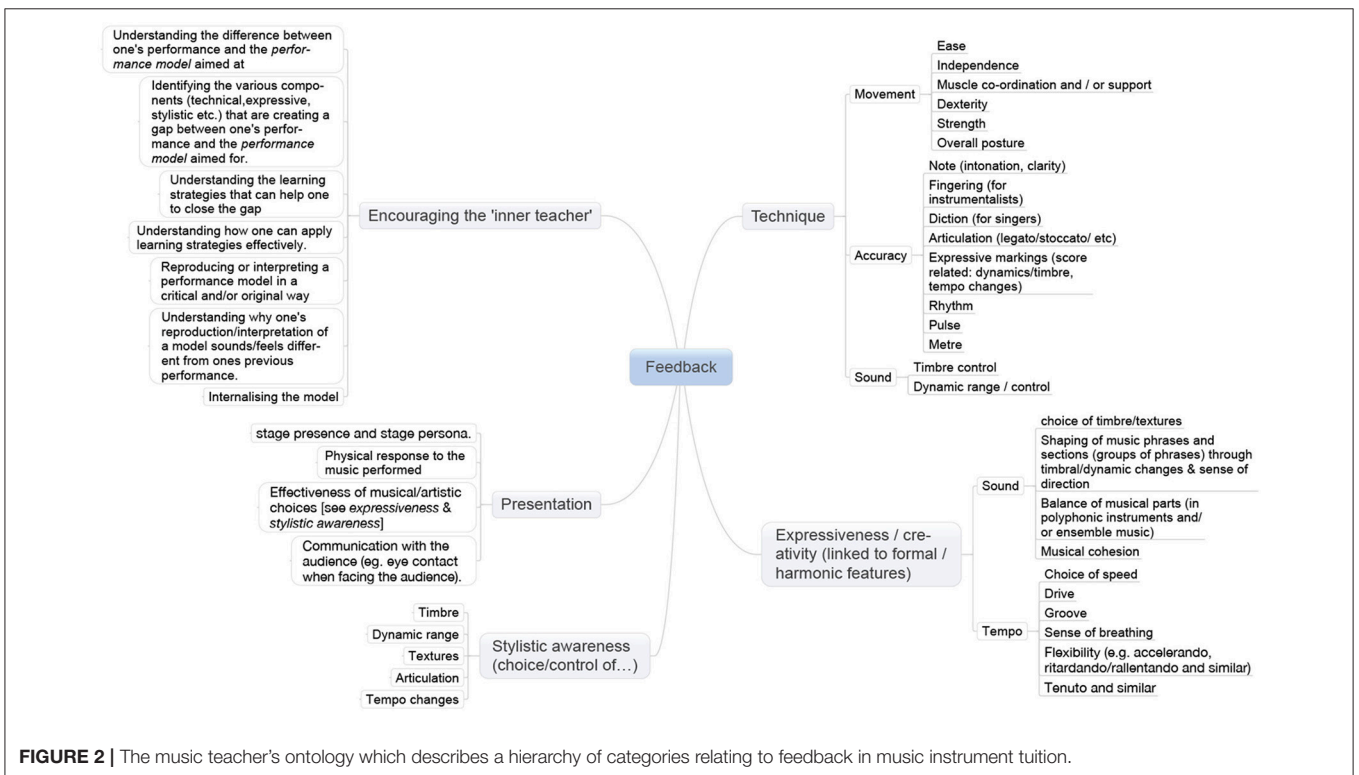 Understanding the difference between
one's performance and the perfor-
mance model aimed at
Identifying the various compo-
nents (technical,expressive,
stylistic etc.) that are creating a
gap between one's perfor-
mance and the performance
model aimed for.
Understanding the learning
strategies that can help one
to close the gap
Understanding how one can apply
learning strategies effectively.
Reproducing or interpreting a
performance model in a
critical and/or original way
Understanding why one's
reproduction/interpretation of
a model sounds/feels differ-
ent from ones previous
performance.
Internalising the model
Encouraging the 'inner teacher'
stage presence and stage persona.
Physical response to the
music performed
Effectiveness of musical/artistic
choices [see expressiveness &
stylistic awareness]
Communication with the
audience (eg. eye contact
when facing the audience).
Presentation
Timbre
Dynamic range
Textures
Articulation
Tempo changes
Stylistic awareness
(choice/control of…)
Feedback
Technique
Movement
Ease
Independence
Muscle co-ordination and / or support
Dexterity
Strength
Overall posture
Accuracy
Note (intonation, clarity)
Fingering (for
instrumentalists)
Diction (for singers)
Articulation (legato/stoccato/ etc)
Expressive markings (score
related: dynamics/timbre,
tempo changes)
Rhythm
Pulse
Metre
Sound
Timbre control
Dynamic range / control
Expressiveness / cre-
ativity (linked to formal /
harmonic features)
Sound
choice of timbre/textures
Shaping of music phrases and
sections (groups of phrases) through
timbral/dynamic changes & sense of
direction
Balance of musical parts (in
polyphonic instruments and/
or ensemble music)
Musical cohesion
Tempo
Choice of speed
Drive
Groove
Sense of breathing
Flexibility (e.g. accelerando,
ritardando/rallentando and similar)
Tenuto and similar
FIGURE 2 | The music teacher's ontology which describes a hierarchy of categories relating to feedback in music instrument tuition.